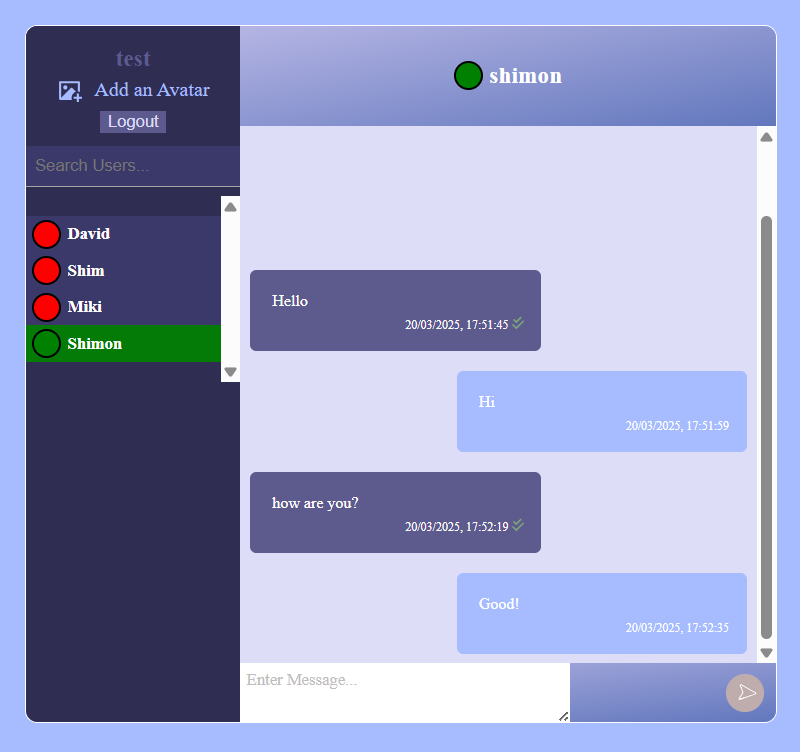 test
Add an Avatar
Logout
Search Users...
David
Shim
Miki
Shimon
shimon
Hello
20/03/2025, 17:51:45
Hi
20/03/2025, 17:51:59
how are you?
20/03/2025, 17:52:19
Good!
20/03/2025, 17:52:35
Enter Message...